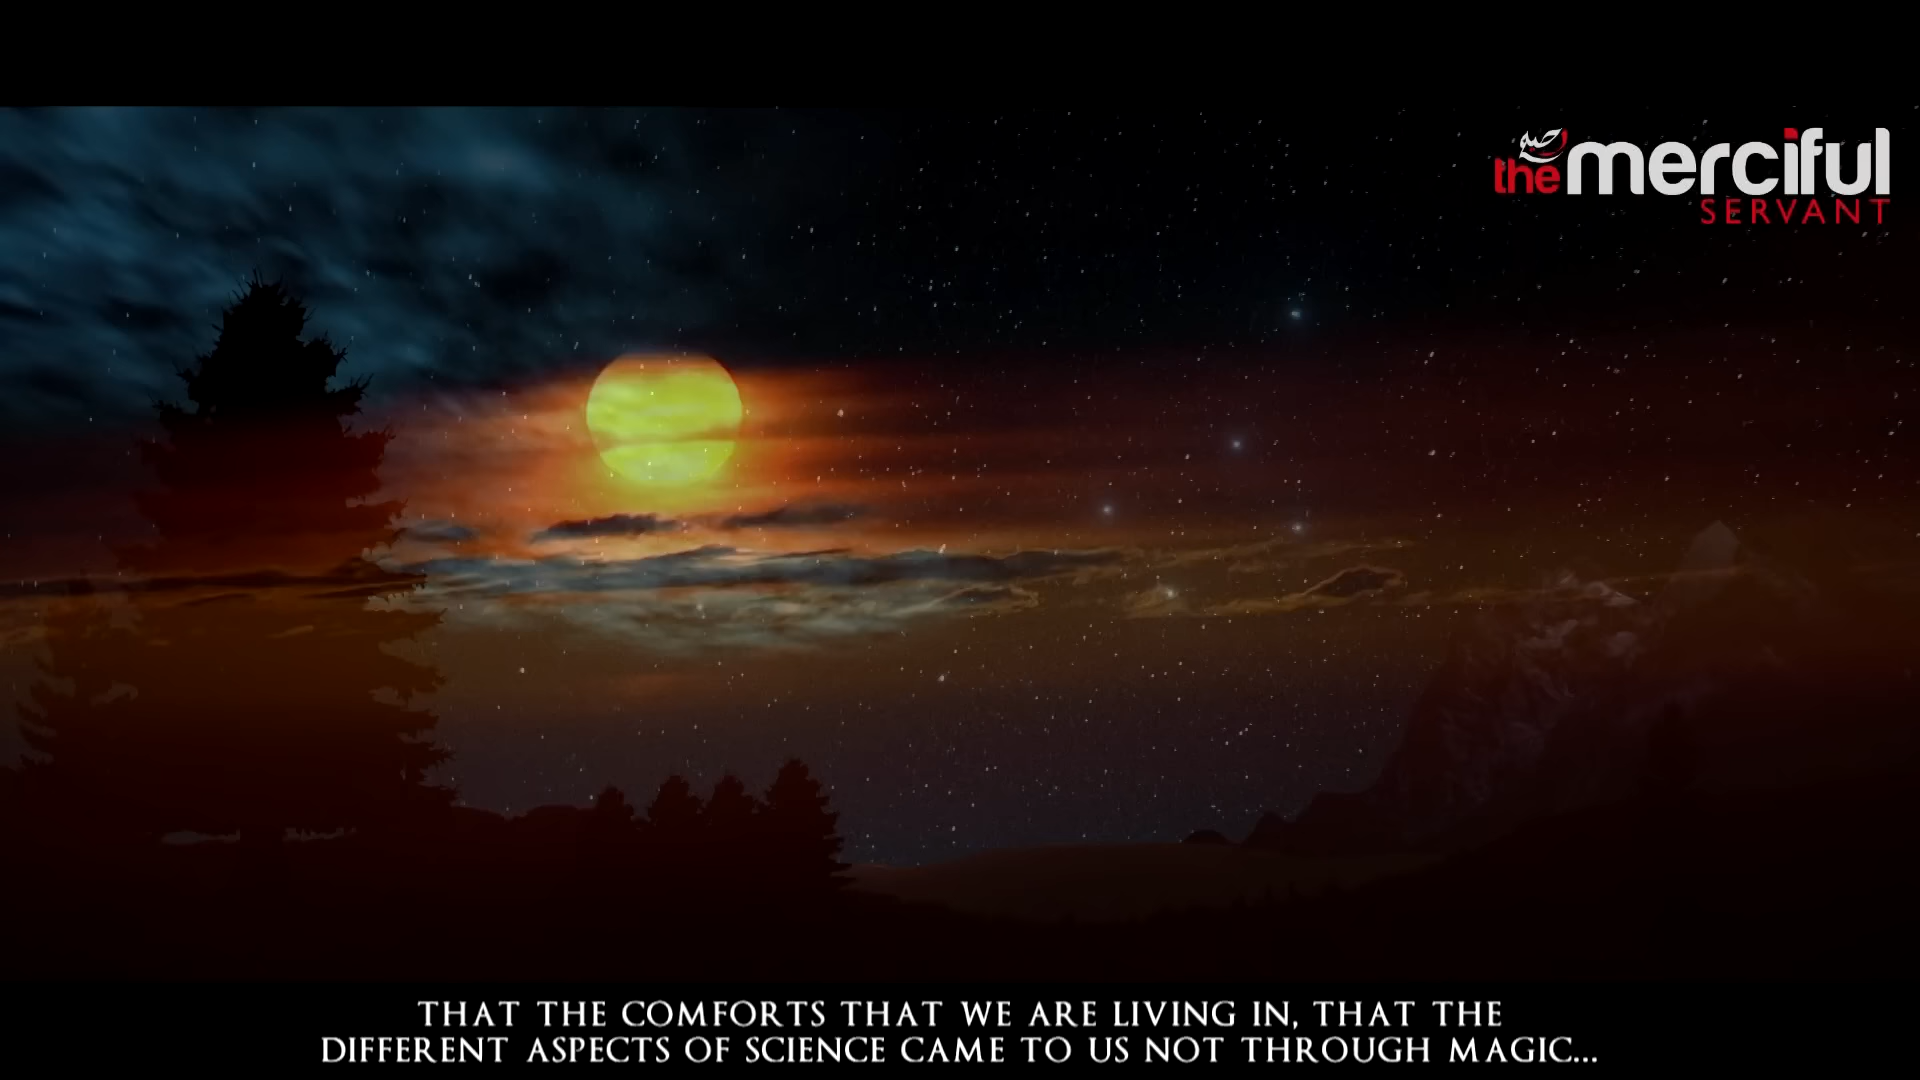 the merciful
SERVANT
THAT THE COMFORTS THAT WE ARE LIVING IN, THAT THE
DIFFERENT ASPECTS OF SCIENCE CAME TO US NOT THROUGH MAGIC...